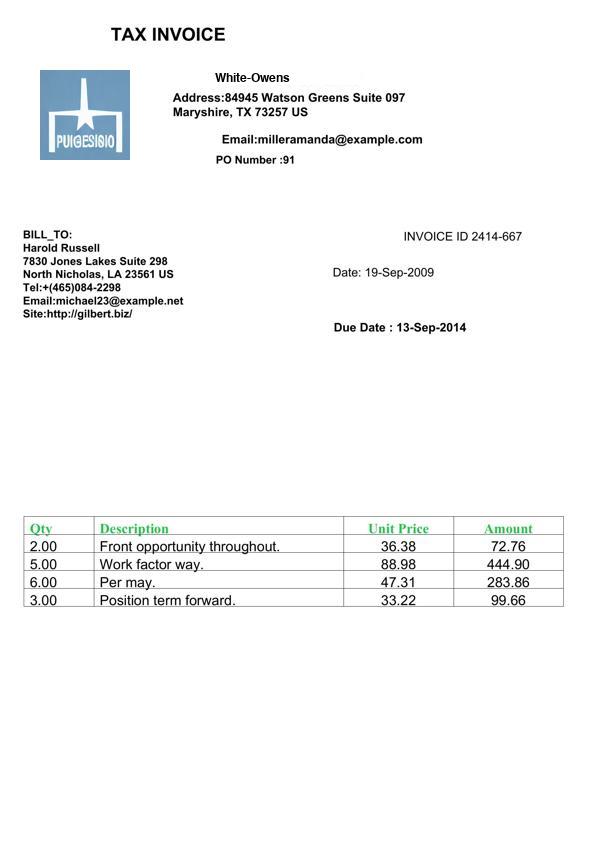 TAX INVOICE
PUIGESIBIO
White-Owens
Address:84945 Watson Greens Suite 097
Maryshire, TX 73257 US
Email:milleramanda@example.com
PO Number :91
BILL_TO:
Harold Russell
7830 Jones Lakes Suite 298
North Nicholas, LA 23561 US
Tel:+(465)084-2298
Email:michael23@example.net
Site:http://gilbert.biz/
INVOICE ID 2414-667
Date: 19-Sep-2009
Due Date : 13-Sep-2014
Qty Description Unit Price Amount
2.00 Front opportunity throughout. 36.38 72.76
5.00 Work factor way. 88.98 444.90
6.00 Per may. 47.31 283.86
3.00 Position term forward. 33.22 99.66